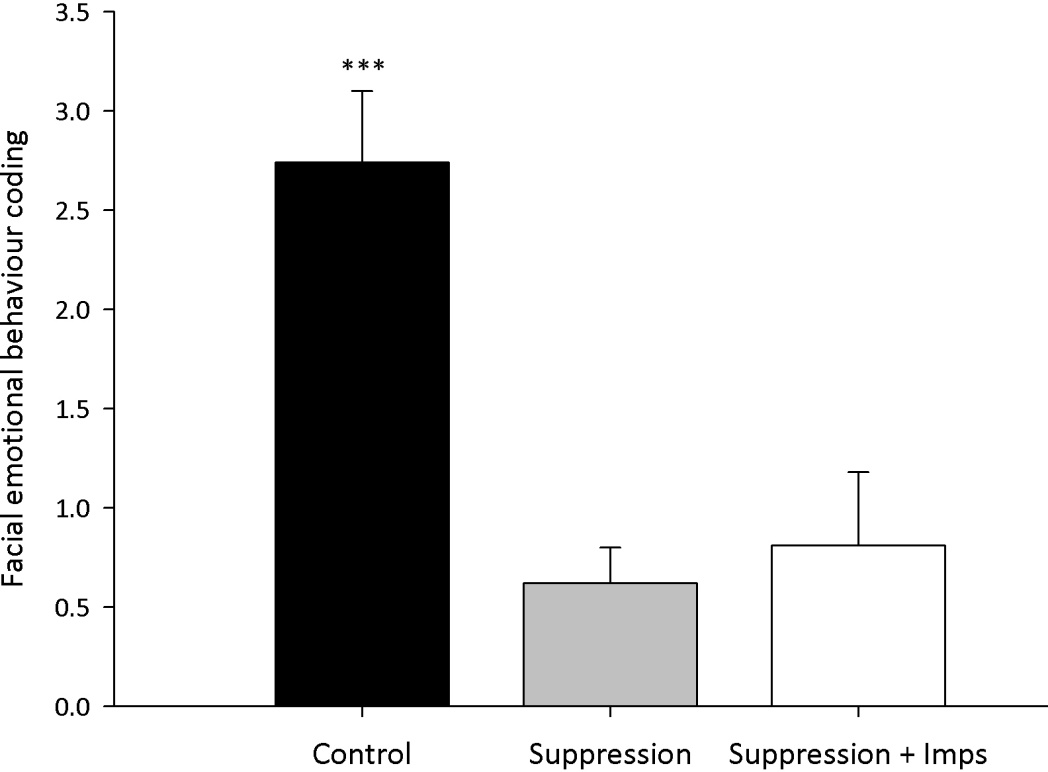 Facial emotional behaviour coding
3.5
3.0
2.5
2.0
1.5
1.0
0.5
0.0
***
Control
Suppression
Suppression + Imps